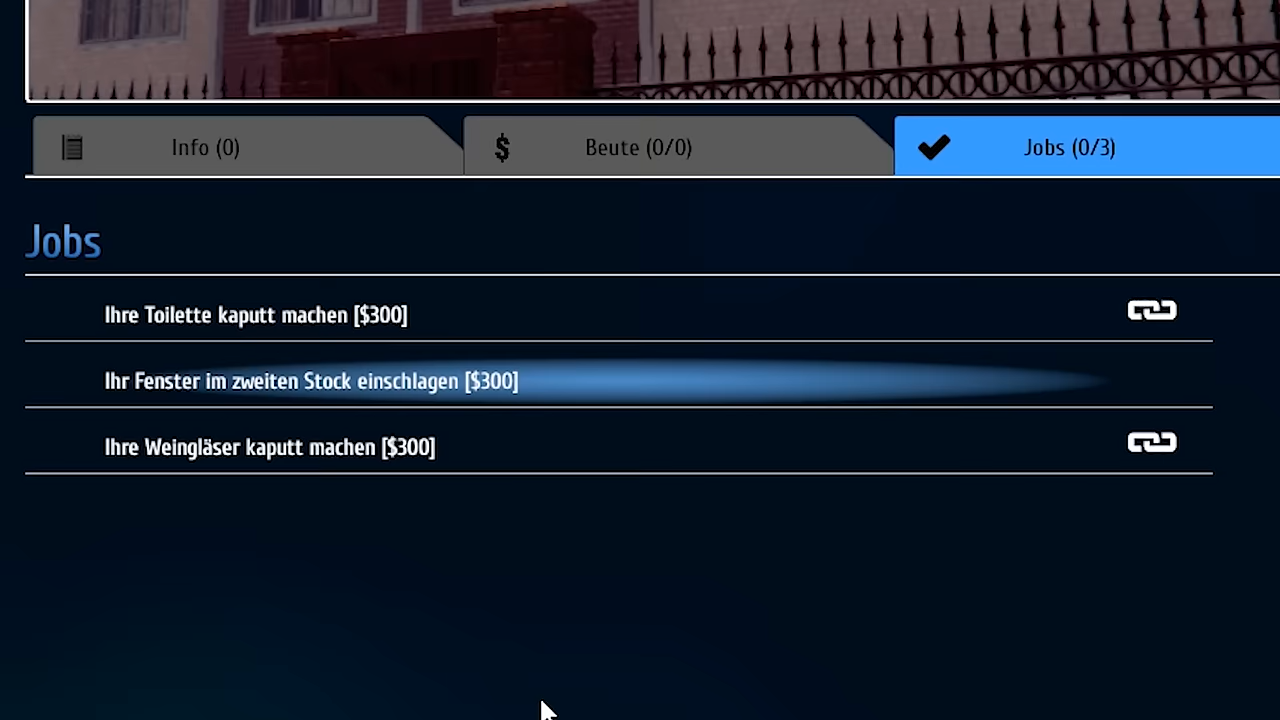 Info (0)
$ Beute (0/0)
Jobs (0/3)
Jobs
Ihre Toilette kaputt machen [$300]
Ihr Fenster im zweiten Stock einschlagen [$300]
Ihre Weingläser kaputt machen [$300]